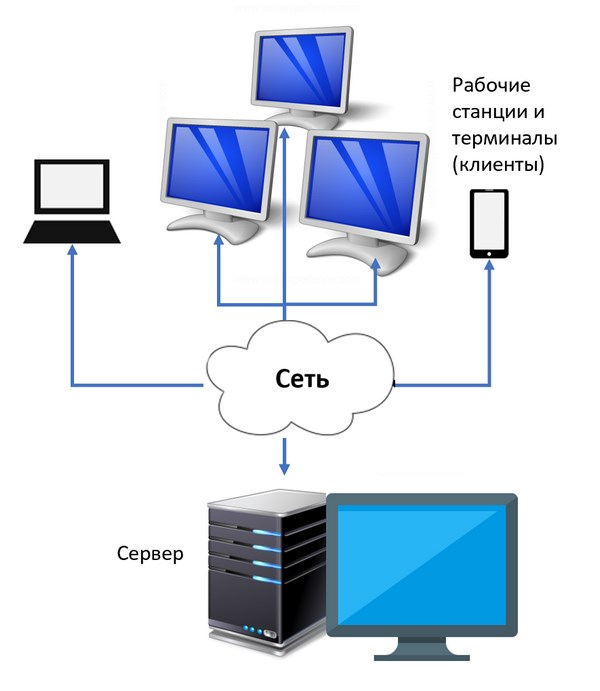 Рабочие
станции и
терминалы
(клиенты)
Сеть
Сервер